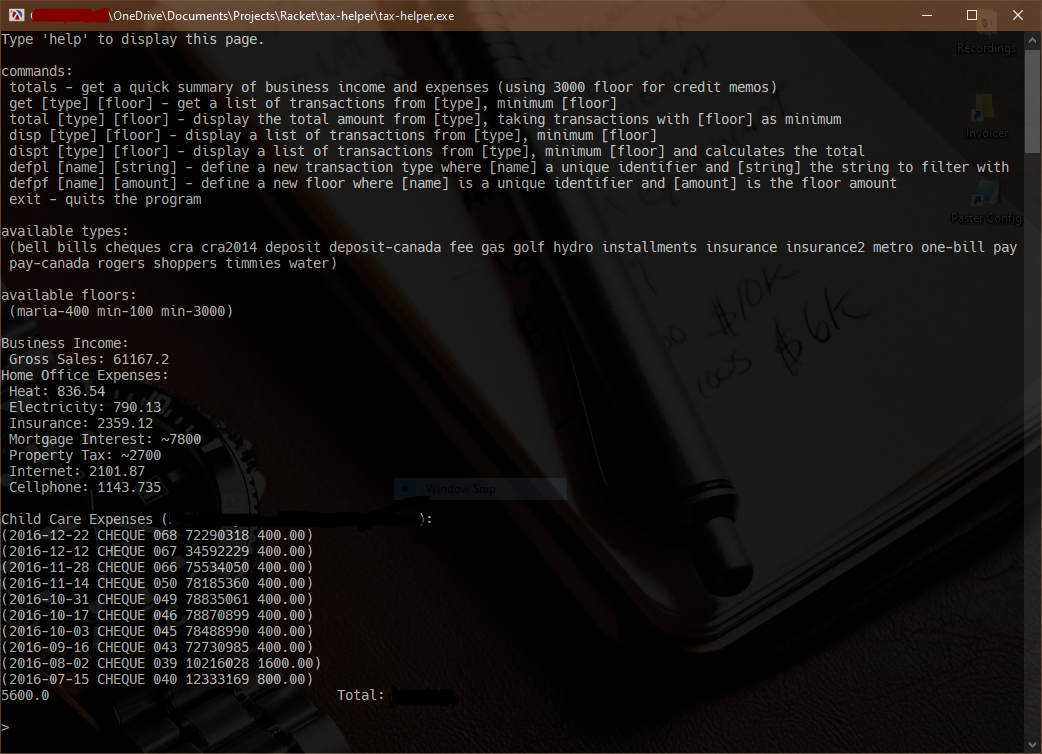 \OneDrive\Documents\Projects\Racket\tax-helper\tax-helper.exe
Type 'help' to display this page.
commands:
totals - get a quick summary of business income and expenses (using 3000 floor for credit memos)
get [type] [floor] - get a list of transactions from [type], minimum [floor]
total [type] [floor] - display the total amount from [type], taking transactions with [floor] as minimum
disp [type] [floor] - display a list of transactions from [type], minimum [floor]
dispt [type] [floor] - display a list of transactions from [type], minimum [floor] and calculates the total
defpl [name] [string] - define a new transaction type where [name] a unique identifier and [string] the string to filter with
defpf [name] [amount] - define a new floor where [name] is a unique identifier and [amount] is the floor amount
exit - quits the program
available types:
(bell bills cheques cra cra2014 deposit deposit-canada fee gas golf hydro installments insurance insurance2 metro one-bill pay
pay-canada rogers shoppers timmies water)
available floors:
(maria-400 min-100 min-3000)
Business Income:
Gross Sales: 61167.2
Home Office Expenses:
Heat: 836.54
Electricity: 790.13
Insurance: 2359.12
Mortgage Interest: ~7800
Property Tax: ~2700
Internet: 2101.87
Cellphone: 1143.735
Child Care Expenses ( ):
(2016-12-22 CHEQUE 068 72290318 400.00)
(2016-12-12 CHEQUE 067 34592229 400.00)
(2016-11-28 CHEQUE 066 75534050 400.00)
(2016-11-14 CHEQUE 050 78185360 400.00)
(2016-10-31 CHEQUE 049 78835061 400.00)
(2016-10-17 CHEQUE 046 78870899 400.00)
(2016-10-03 CHEQUE 045 78488990 400.00)
(2016-09-16 CHEQUE 043 72730985 400.00)
(2016-08-02 CHEQUE 039 10216028 1600.00)
(2016-07-15 CHEQUE 040 12333169 800.00)
5600.0 Total:
>
Recordings
Invoicer
Paster Config
Window Snip
$10K
$6K